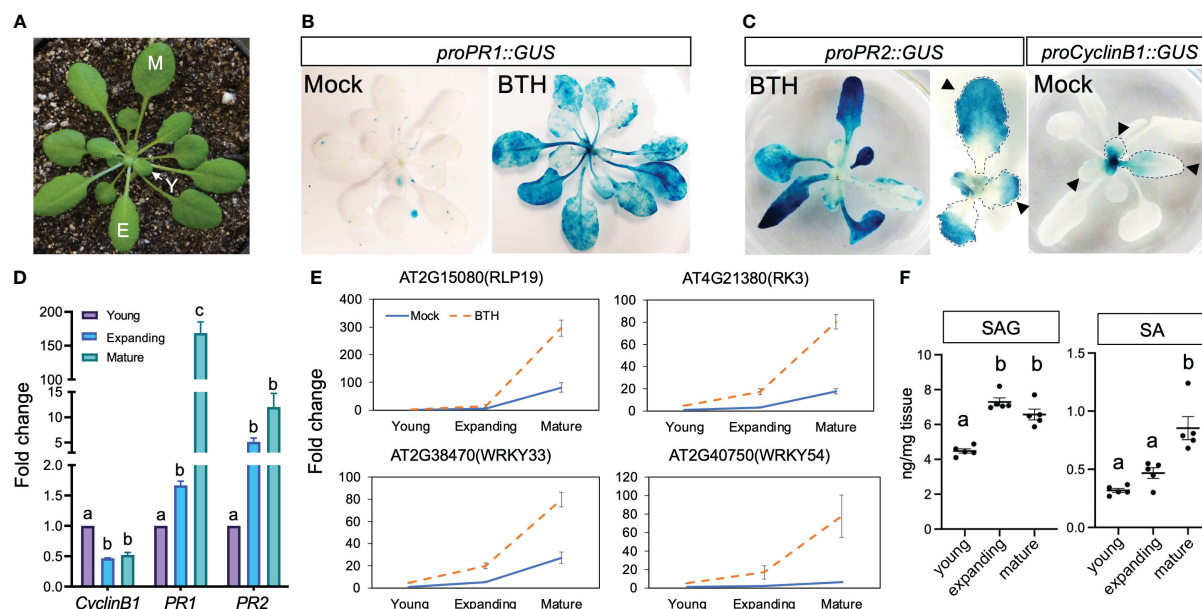 A
M
Y
E
B
proPR1::GUS
Mock
BTH
C
proPR2::GUS
proCyclinB1::GUS
BTH
Mock
D
Fold change
200
150
100
50
15
10
5
2.0
1.5
1.0
0.5
0.0
Young
Expanding
Mature
a
b
b
a
b
c
a
b
b
CyclinB1
PR1
PR2
E
Fold change
AT2G15080(RLP19)
400
300
200
100
0
Mock
BTH
Young
Expanding
Mature
AT4G21380(RK3)
100
80
60
40
20
0
Young
Expanding
Mature
AT2G38470(WRKY33)
100
80
60
40
20
0
Young
Expanding
Mature
AT2G40750(WRKY54)
120
100
80
60
40
20
0
Young
Expanding
Mature
F
ng/mg tissue
SAG
10
8
6
4
2
0
a
b
b
young
expanding
mature
SA
1.5
1.0
0.5
0.0
a
a
b
young
expanding
mature